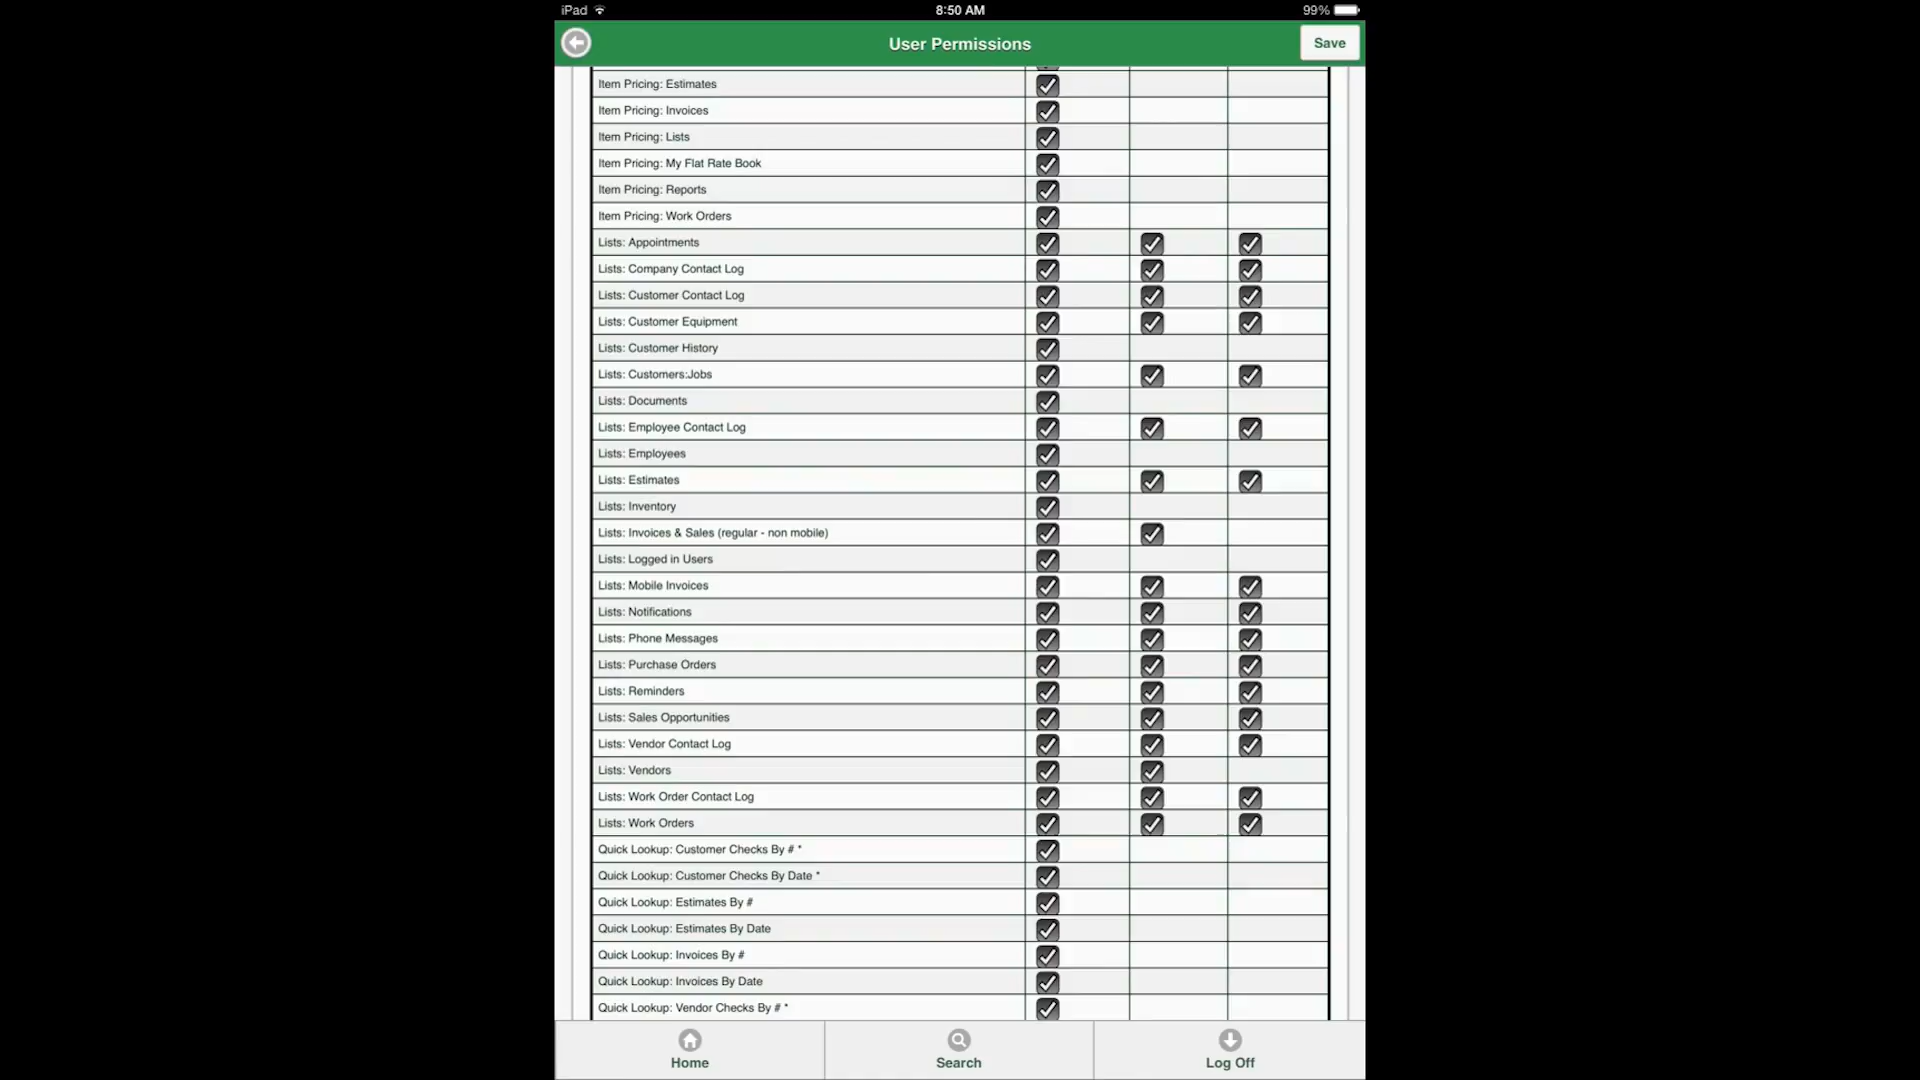 iPad 8:50 AM 99%
User Permissions Save
Item Pricing: Estimates
Item Pricing: Invoices
Item Pricing: Lists
Item Pricing: My Flat Rate Book
Item Pricing: Reports
Item Pricing: Work Orders
Lists: Appointments
Lists: Company Contact Log
Lists: Customer Contact Log
Lists: Customer Equipment
Lists: Customer History
Lists: Customers:Jobs
Lists: Documents
Lists: Employee Contact Log
Lists: Employees
Lists: Estimates
Lists: Inventory
Lists: Invoices & Sales (regular - non mobile)
Lists: Logged in Users
Lists: Mobile Invoices
Lists: Notifications
Lists: Phone Messages
Lists: Purchase Orders
Lists: Reminders
Lists: Sales Opportunities
Lists: Vendor Contact Log
Lists: Vendors
Lists: Work Order Contact Log
Lists: Work Orders
Quick Lookup: Customer Checks By # *
Quick Lookup: Customer Checks By Date *
Quick Lookup: Estimates By #
Quick Lookup: Estimates By Date
Quick Lookup: Invoices By #
Quick Lookup: Invoices By Date
Quick Lookup: Vendor Checks By # *
Home Search Log Off